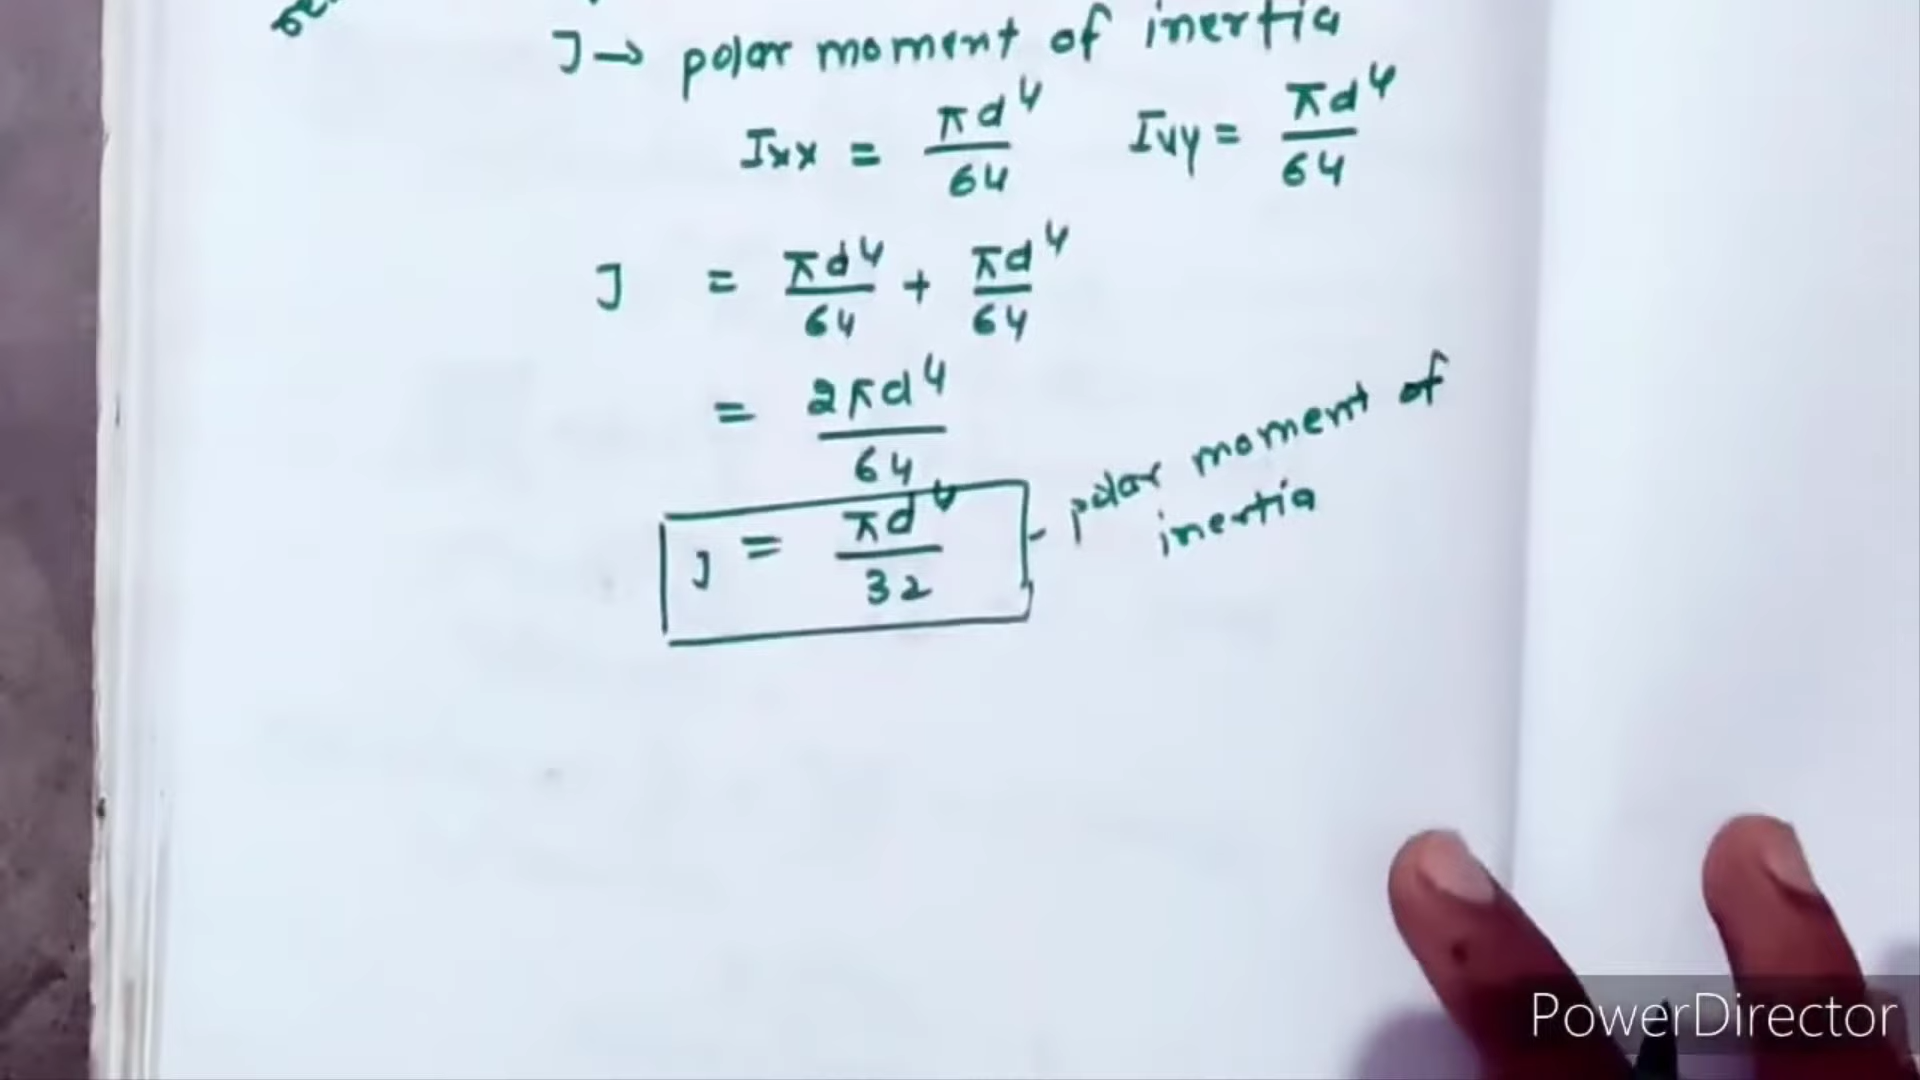 J → polar moment of inertia
Ixx = πd⁴/64 Iyy = πd⁴/64
J = πd⁴/64 + πd⁴/64
= 2πd⁴/64
J = πd⁴/32 - polar moment of
inertia
PowerDirector